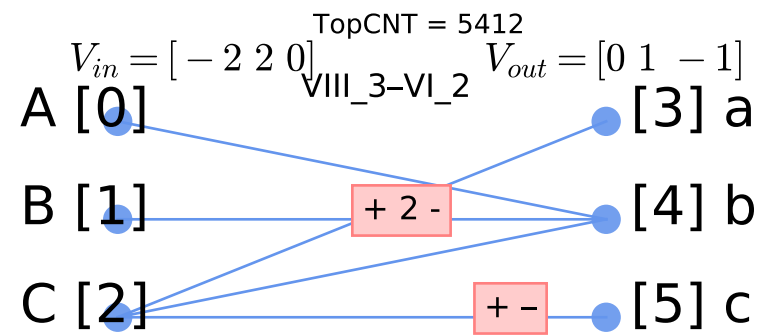 TopCNT = 5412
V_in = [ − 2 2 0]
V_out = [0 1 − 1]
VIII_3–VI_2
A [0]
[3] a
B [1]
+ 2 -
[4] b
C [2]
+ –
[5] c